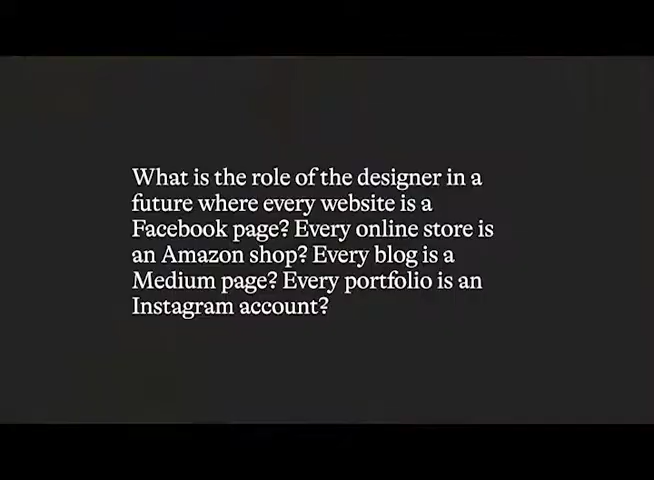 What is the role of the designer in a
future where every website is a
Facebook page? Every online store is
an Amazon shop? Every blog is a
Medium page? Every portfolio is an
Instagram account?